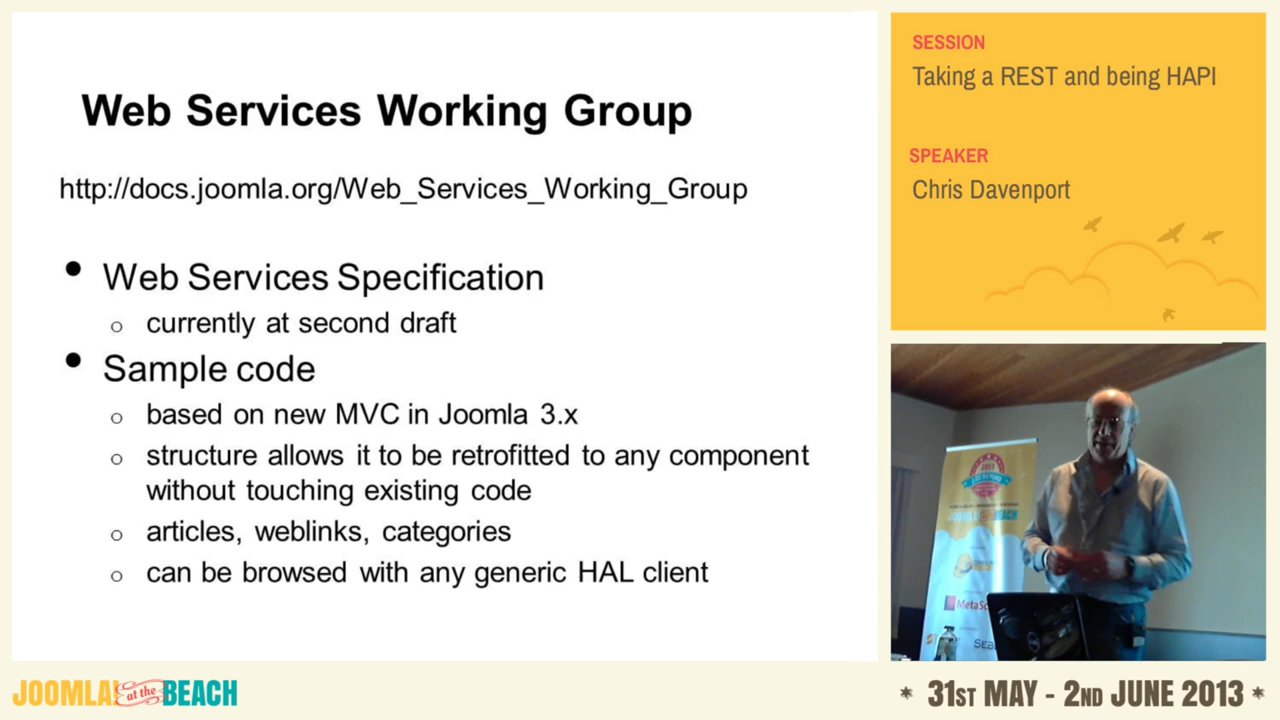 Web Services Working Group
http://docs.joomla.org/Web_Services_Working_Group
• Web Services Specification
o currently at second draft
• Sample code
o based on new MVC in Joomla 3.x
o structure allows it to be retrofitted to any component
without touching existing code
o articles, weblinks, categories
o can be browsed with any generic HAL client
SESSION
Taking a REST and being HAPI
SPEAKER
Chris Davenport
2013
JOOMLA! at the BEACH
* 31ST MAY - 2ND JUNE 2013 *